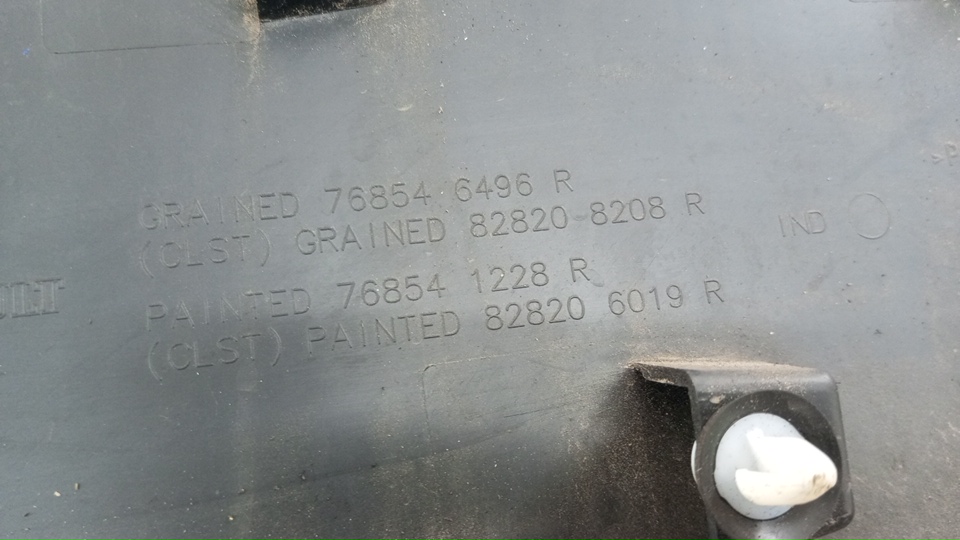 GRAINED 76854 6496 R
(CLST) GRAINED 82820 8208 R
IND
PAINTED 76854 1228 R
(CLST) PAINTED 82820 6019 R